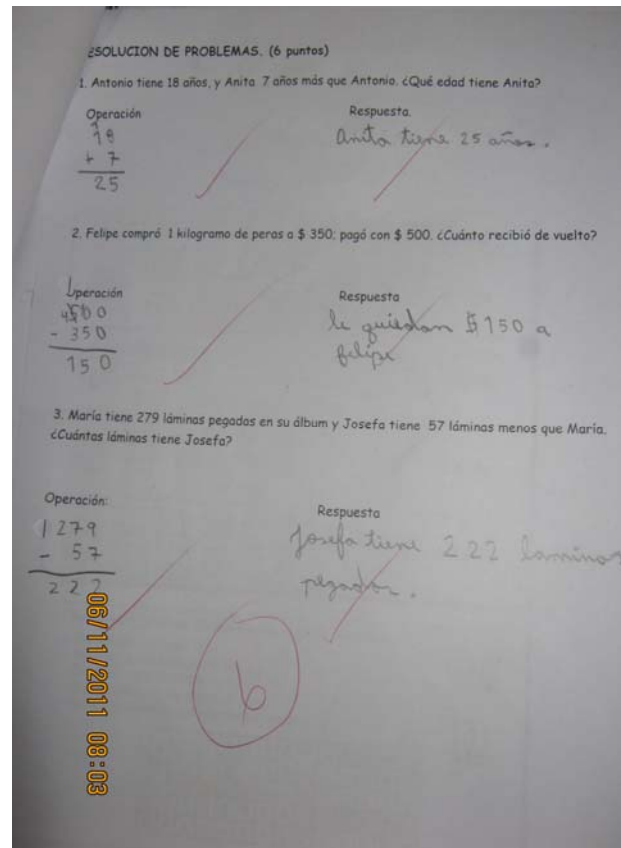 ESOLUCION DE PROBLEMAS. (6 puntos)
1. Antonio tiene 18 años, y Anita 7 años más que Antonio. ¿Qué edad tiene Anita?
Operación
Respuesta.
1
18
+ 7
25
Anita tiene 25 años.
2. Felipe compró 1 kilogramo de peras a $ 350; pagó con $ 500. ¿Cuánto recibió de vuelto?
Operación
Respuesta
500
- 350
150
le quiedan $150 a
felipe
3. María tiene 279 láminas pegadas en su álbum y Josefa tiene 57 láminas menos que María.
¿Cuántas láminas tiene Josefa?
Operación:
Respuesta
279
- 57
222
Josefa tiene 222 laminas
pegadas.
6
06/11/2011 08:03